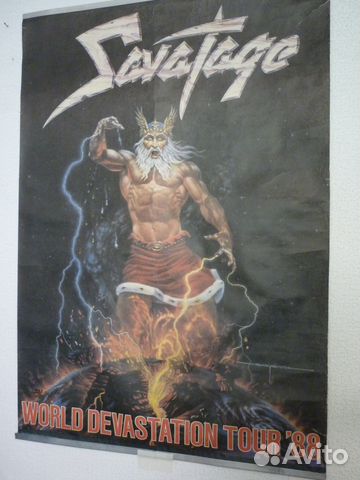 Savatage
WORLD DEVASTATION TOUR '88
Avito